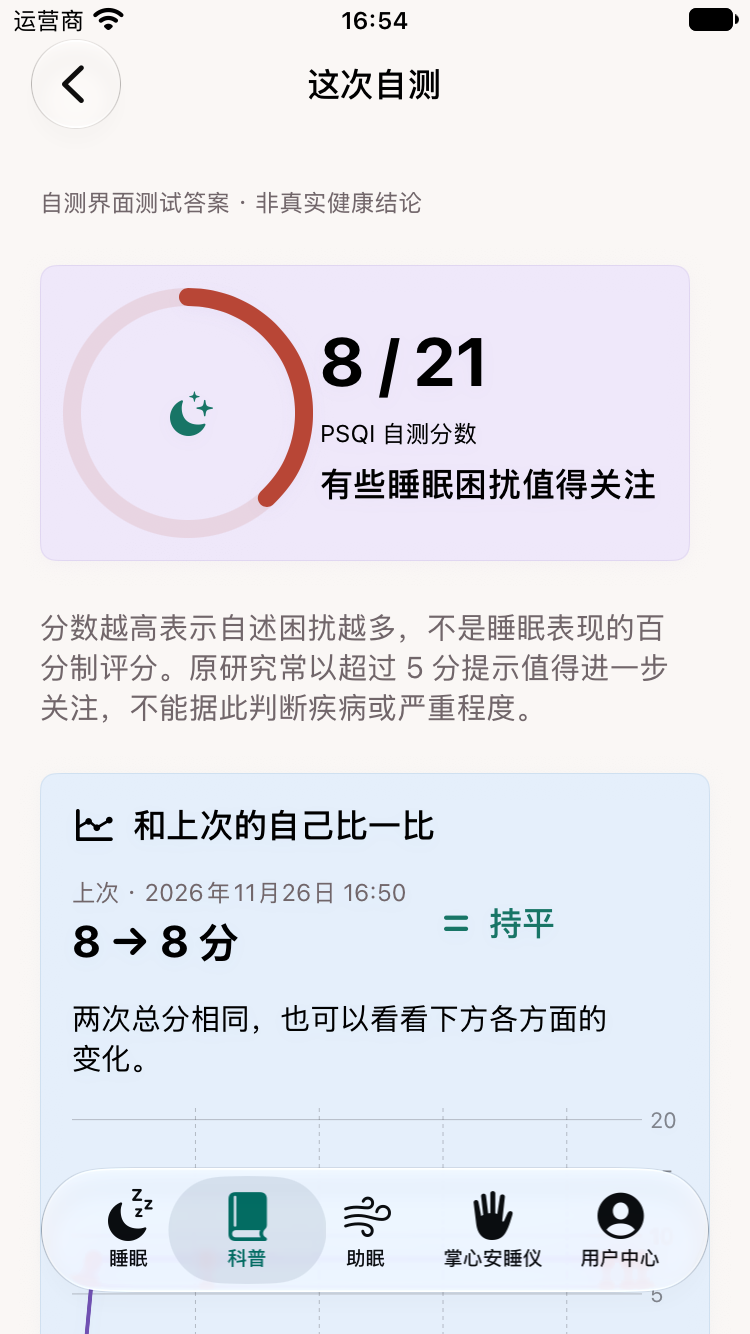 运营商
16:54
这次自测
自测界面测试答案 · 非真实健康结论
8 / 21
PSQI 自测分数
有些睡眠困扰值得关注
分数越高表示自述困扰越多，不是睡眠表现的百
分制评分。原研究常以超过 5 分提示值得进一步
关注，不能据此判断疾病或严重程度。
和上次的自己比一比
上次 · 2026年11月26日 16:50
8 → 8 分
= 持平
两次总分相同，也可以看看下方各方面的
变化。
20
5
睡眠
科普
助眠
掌心安睡仪
用户中心